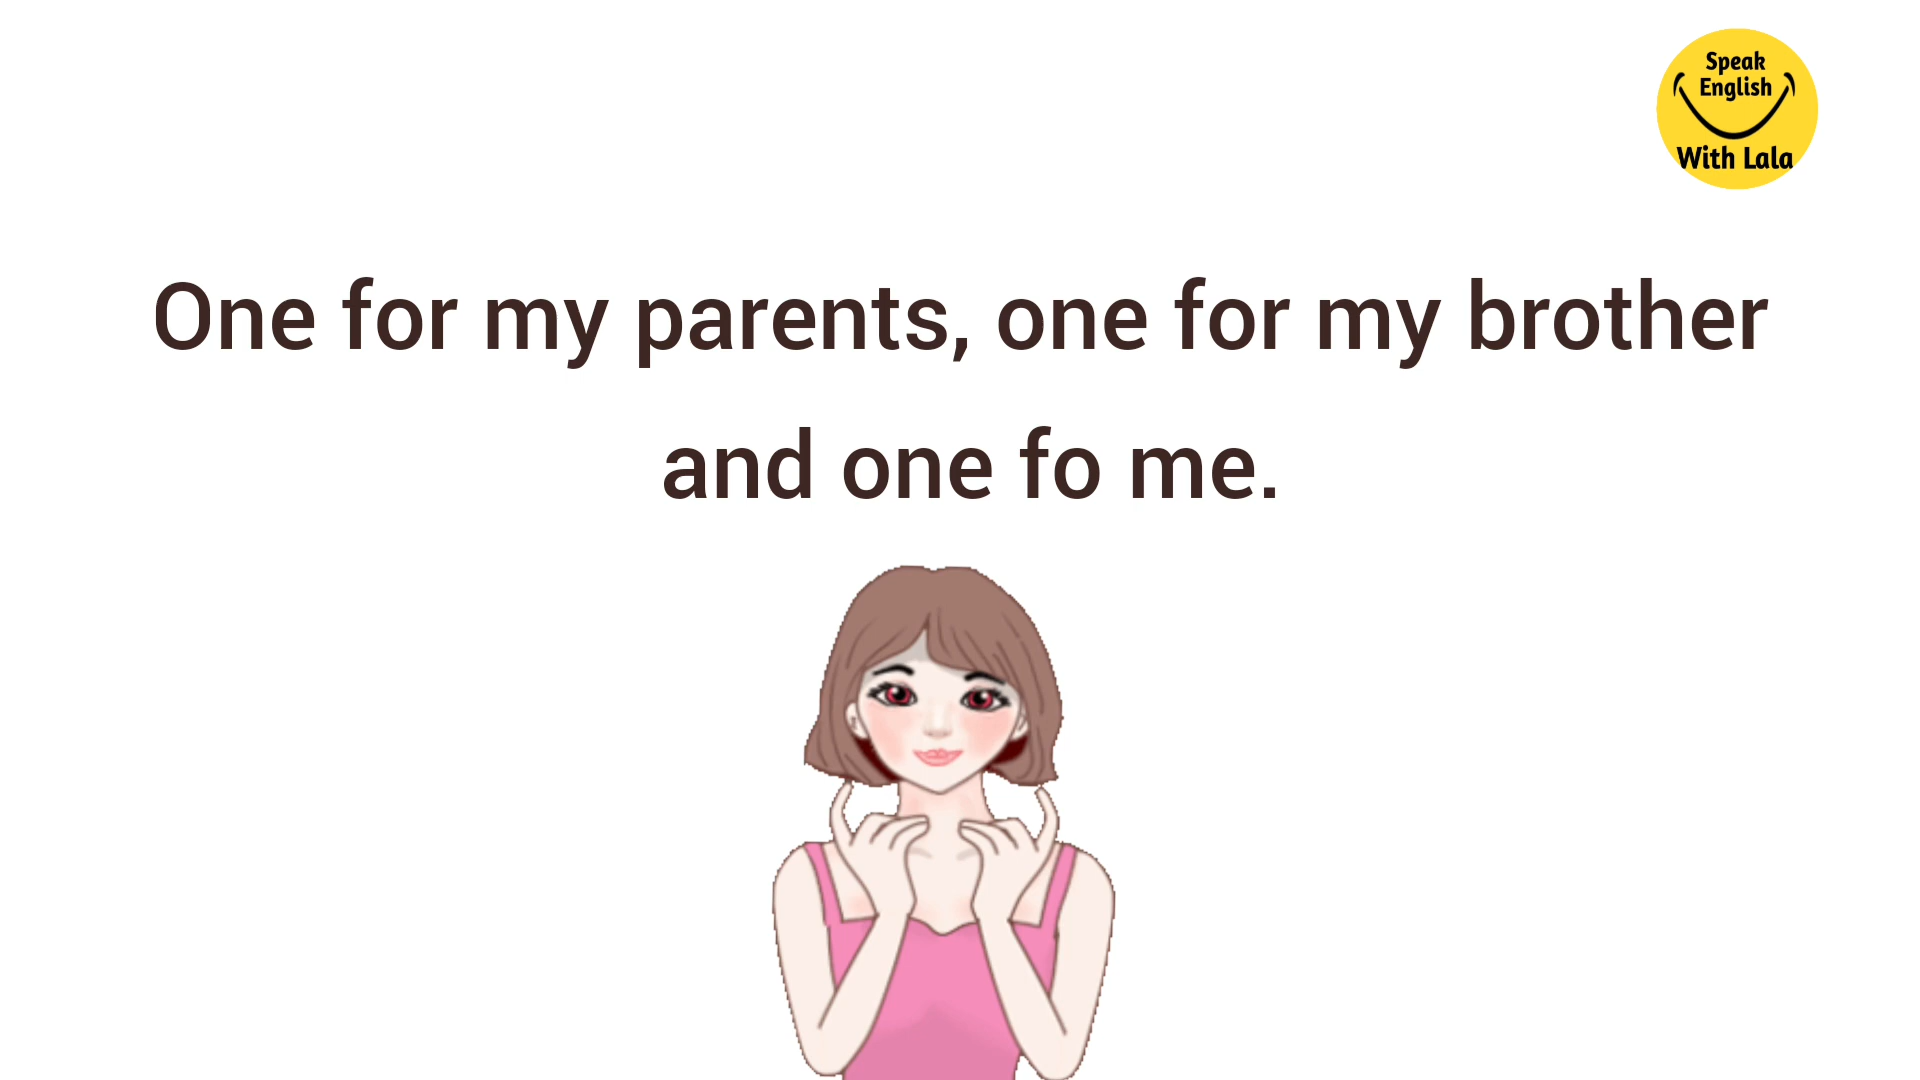 Speak
English
With Lala
One for my parents, one for my brother
and one fo me.